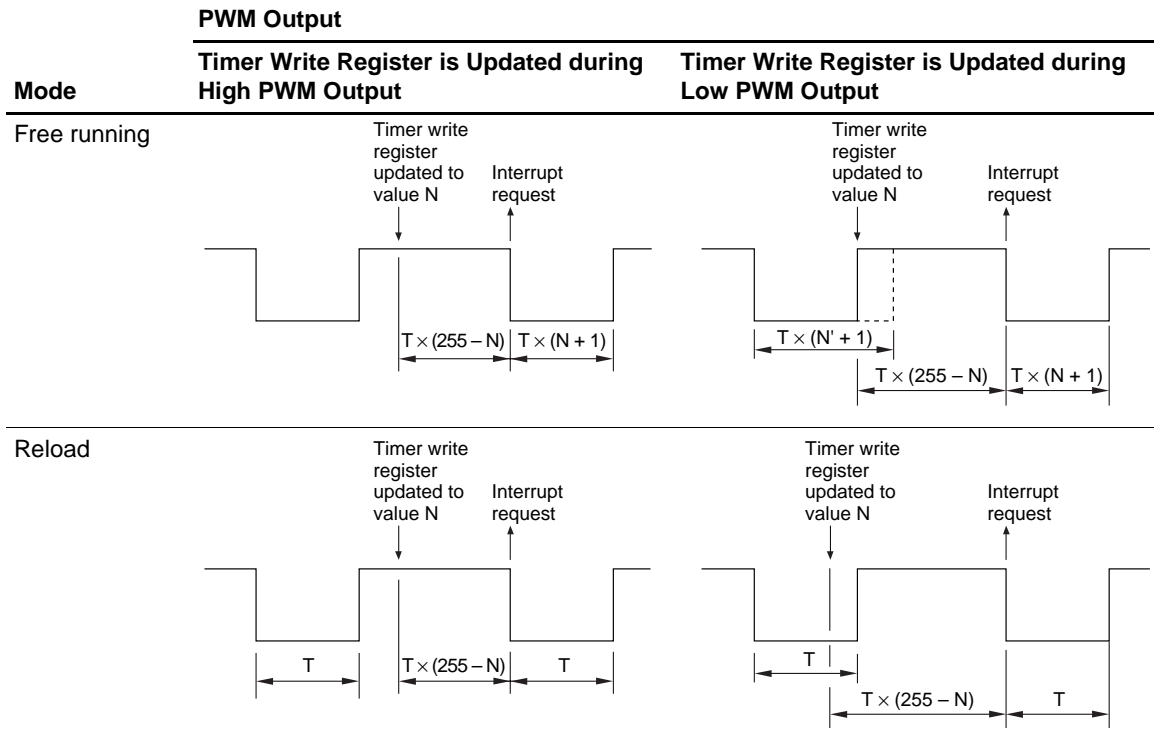 PWM Output
Mode
Timer Write Register is Updated during
High PWM Output
Timer Write Register is Updated during
Low PWM Output
Free running
Timer write
register
updated to
value N
Interrupt
request
T × (255 – N)
T × (N + 1)
Timer write
register
updated to
value N
Interrupt
request
T × (N' + 1)
T × (255 – N)
T × (N + 1)
Reload
Timer write
register
updated to
value N
Interrupt
request
T
T × (255 – N)
T
Timer write
register
updated to
value N
Interrupt
request
T
T × (255 – N)
T